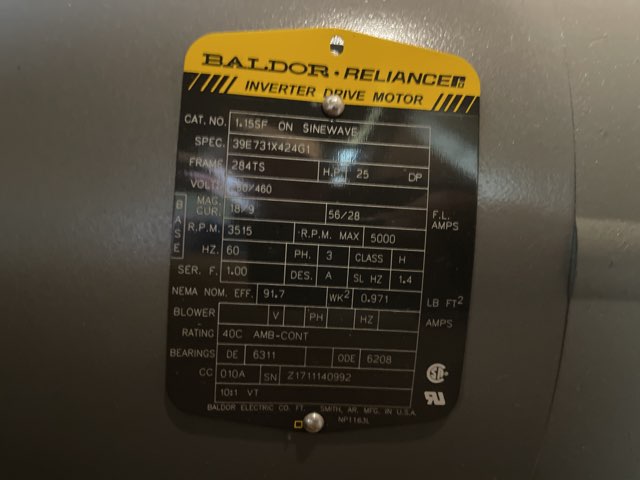 BALDOR • RELIANCE
INVERTER DRIVE MOTOR
CAT. NO. 1.15SF ON SINEWAVE
SPEC. 39E731X424G1
FRAME 284TS H.P. 25 DP
VOLTS /460
MAG. CUR. 18/9 56/28 F.L. AMPS
BASE R.P.M. 3515 R.P.M. MAX 5000
HZ. 60 PH. 3 CLASS H
SER. F. 1.00 DES. A SL HZ 1.4
NEMA NOM. EFF. 91.7 WK2 0.971 LB FT2
BLOWER V PH HZ AMPS
RATING 40C AMB-CONT
BEARINGS DE 6311 ODE 6208
CC 010A SN Z1711140992
10:1 VT
BALDOR ELECTRIC CO. FT. SMITH, AR. MFG. IN U.S.A.
NP1163L